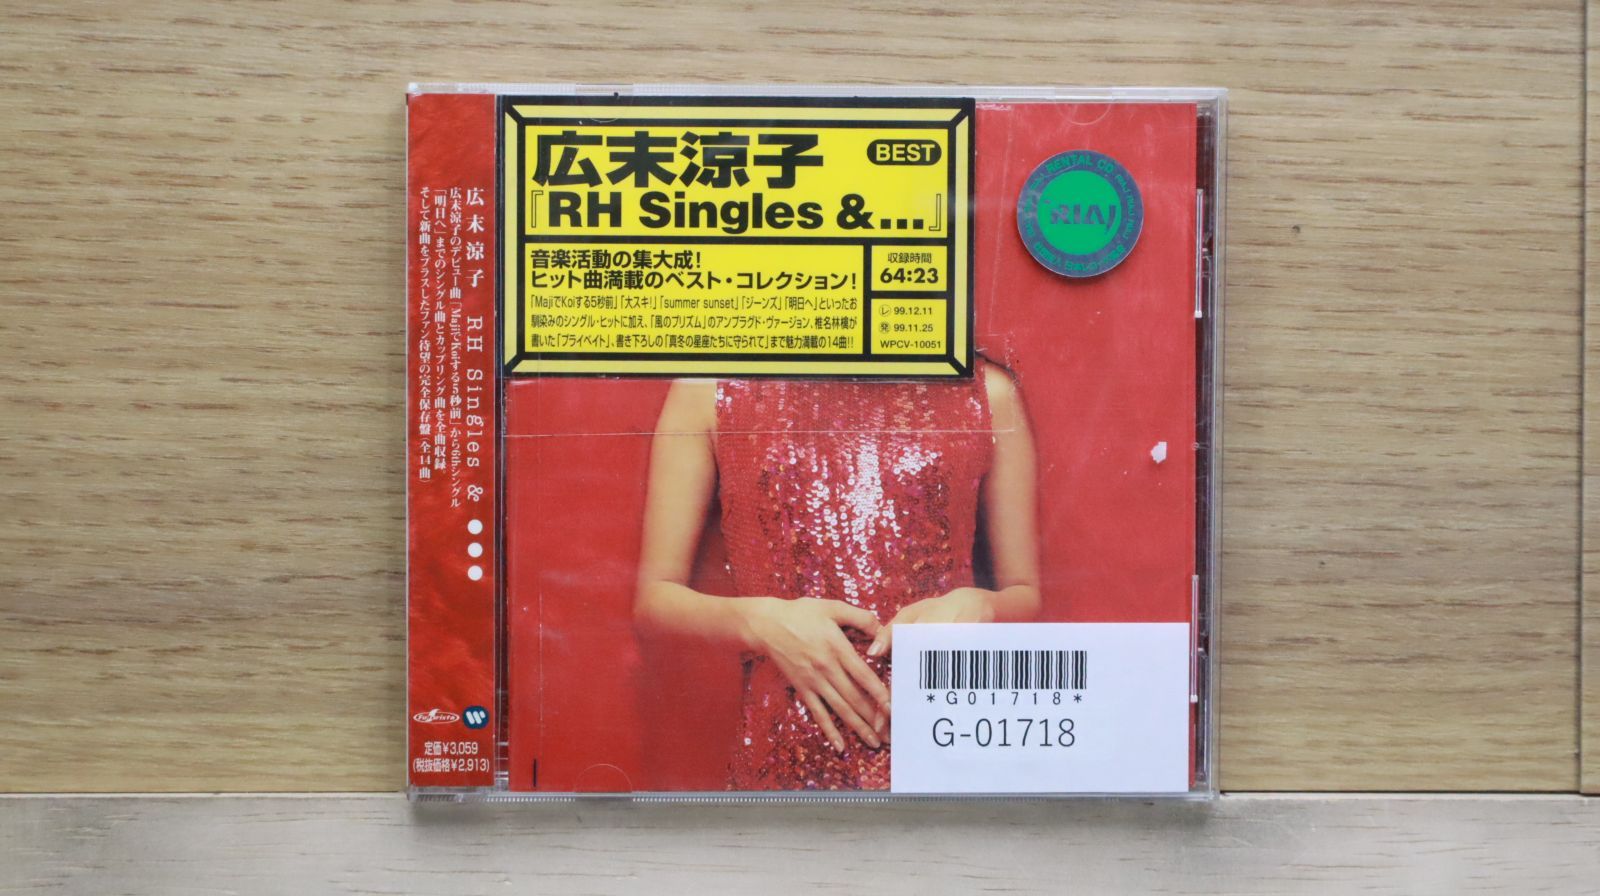 広末涼子 RH Singles & ●●●
広末涼子のデビュー曲「MajiでKoiする5秒前」から6thシングル
「明日へ」までのシングル曲とカップリング曲を全曲収録、
そして新曲をプラスしたファン待望の完全保存盤(全14曲)
定価¥3,059
(税抜価格¥2,913)
広末涼子
BEST
『RH Singles &...』
音楽活動の集大成!
ヒット曲満載のベスト・コレクション!
「MajiでKoiする5秒前」「大スキ!」「summer sunset」「ジーンズ」「明日へ」といったお
馴染みのシングル・ヒットに加え、「風のプリズム」のアンプラグド・ヴァージョン、椎名林檎が
書いた「プライベイト」、書き下ろしの「真冬の星座たちに守られて」まで魅力満載の14曲!!
収録時間
64:23
レ 99.12.11
発 99.11.25
WPCV-10051
RENTAL CD
RIAJ
*G01718*
G-01718